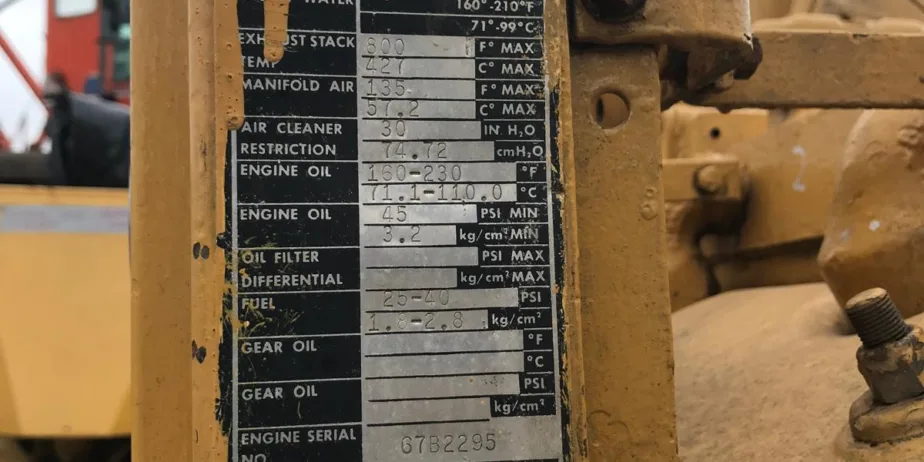 WATER 160°-210°F
71°-99°C
EXHAUST STACK 800 F° MAX
TEMP 427 C° MAX
MANIFOLD AIR 135 F° MAX
57.2 C° MAX
AIR CLEANER 30 IN H₂O
RESTRICTION 74.72 cmH₂O
ENGINE OIL 160-230 °F
71.1-110.0 °C
ENGINE OIL 45 PSI MIN
3.2 kg/cm² MIN
OIL FILTER PSI MAX
DIFFERENTIAL kg/cm² MAX
FUEL 25-40 PSI
1.8-2.8 kg/cm²
GEAR OIL °F
°C
GEAR OIL PSI
kg/cm²
ENGINE SERIAL 67B2295
NO.